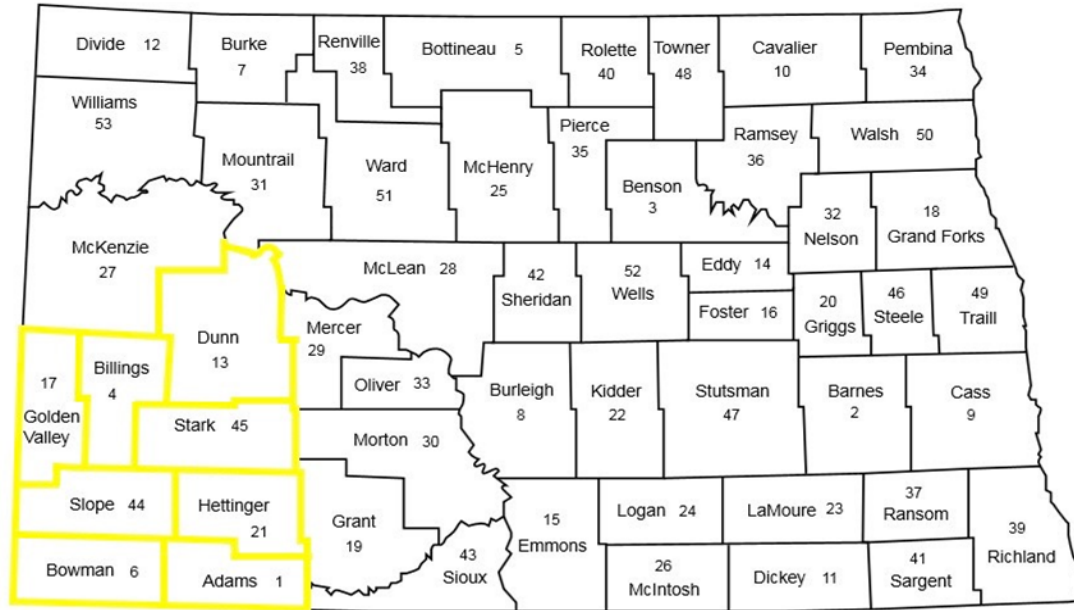 Divide 12
Burke
7
Renville
38
Bottineau 5
Rolette
40
Towner
48
Cavalier
10
Pembina
34
Williams
53
Mountrail
31
Ward
51
McHenry
25
Pierce
35
Benson
3
Ramsey
36
Walsh 50
32
Nelson
18
Grand Forks
McKenzie
27
McLean 28
42
Sheridan
52
Wells
Eddy 14
Foster 16
20
Griggs
46
Steele
49
Traill
Dunn
13
Mercer
29
Oliver 33
17
Golden
Valley
Billings
4
Stark 45
Morton 30
Burleigh
8
Kidder
22
Stutsman
47
Barnes
2
Cass
9
Slope 44
Hettinger
21
Grant
19
43
Sioux
15
Emmons
Logan 24
LaMoure 23
37
Ransom
39
Richland
Bowman 6
Adams 1
26
McIntosh
Dickey 11
41
Sargent